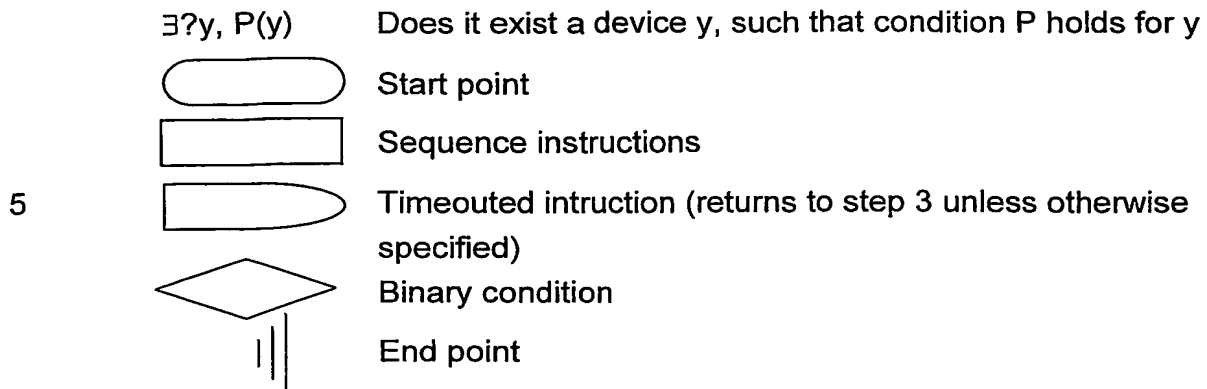 ∃?y, P(y) Does it exist a device y, such that condition P holds for y
Start point
Sequence instructions
5 Timeouted intruction (returns to step 3 unless otherwise
specified)
Binary condition
End point